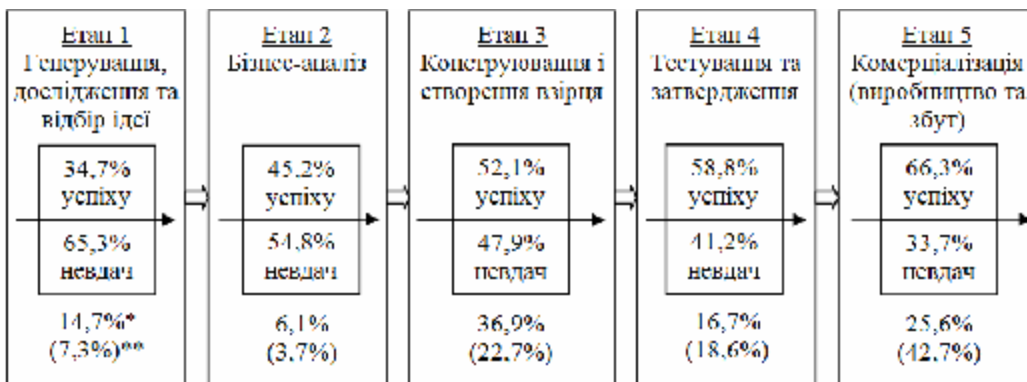 Етап 1
Генерування,
дослідження та
відбір ідеї
34,7%
успіху
65,3%
невдач
14,7%*
(7,3%)**
Етап 2
Бізнес-аналіз
45,2%
успіху
54,8%
невдач
6,1%
(3,7%)
Етап 3
Конструювання і
створення взірця
52,1%
успіху
47,9%
невдач
36,9%
(22,7%)
Етап 4
Тестування та
затвердження
58,8%
успіху
41,2%
невдач
16,7%
(18,6%)
Етап 5
Комерціалізація
(виробництво та
збут)
66,3%
успіху
33,7%
невдач
25,6%
(42,7%)